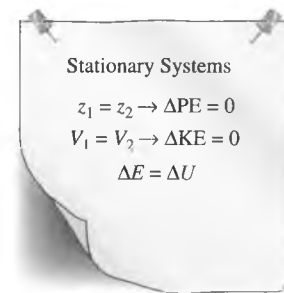 Stationary Systems
z₁ = z₂ → ΔPE = 0
V₁ = V₂ → ΔKE = 0
ΔE = ΔU